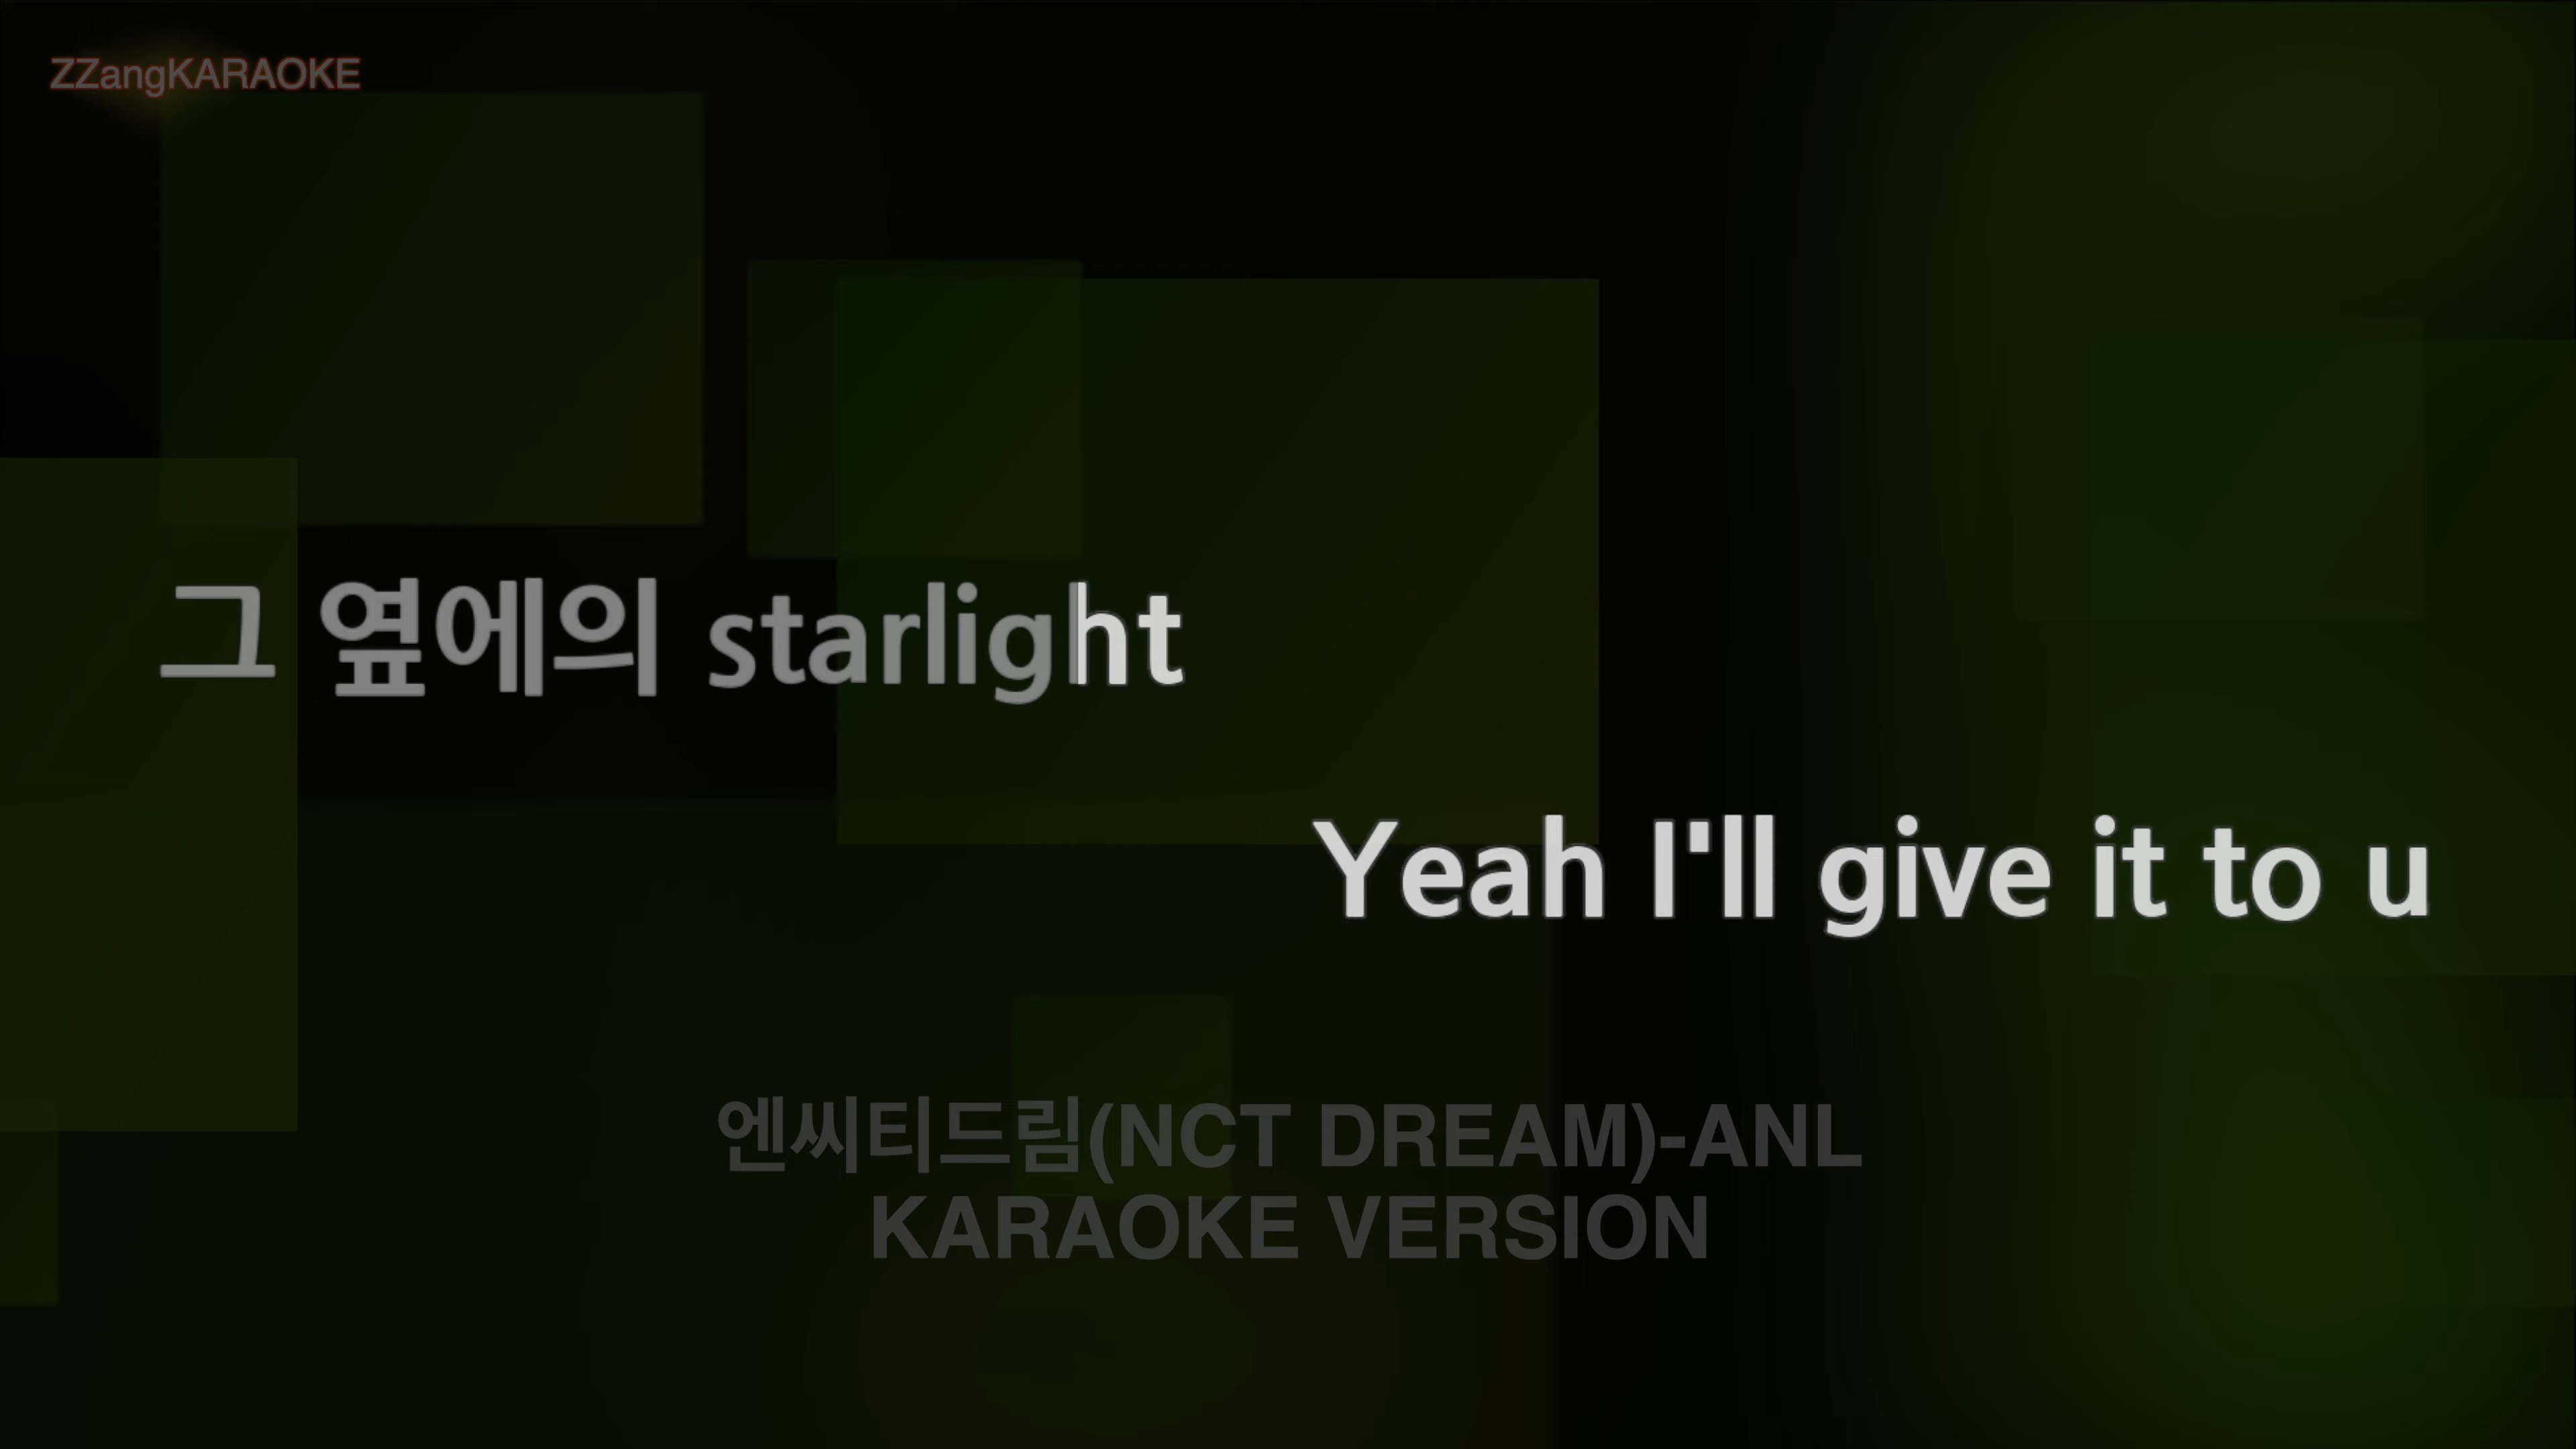 ZZangKARAOKE
그 옆에의 starlight
Yeah I'll give it to u
엔씨티드림(NCT DREAM)-ANL
KARAOKE VERSION